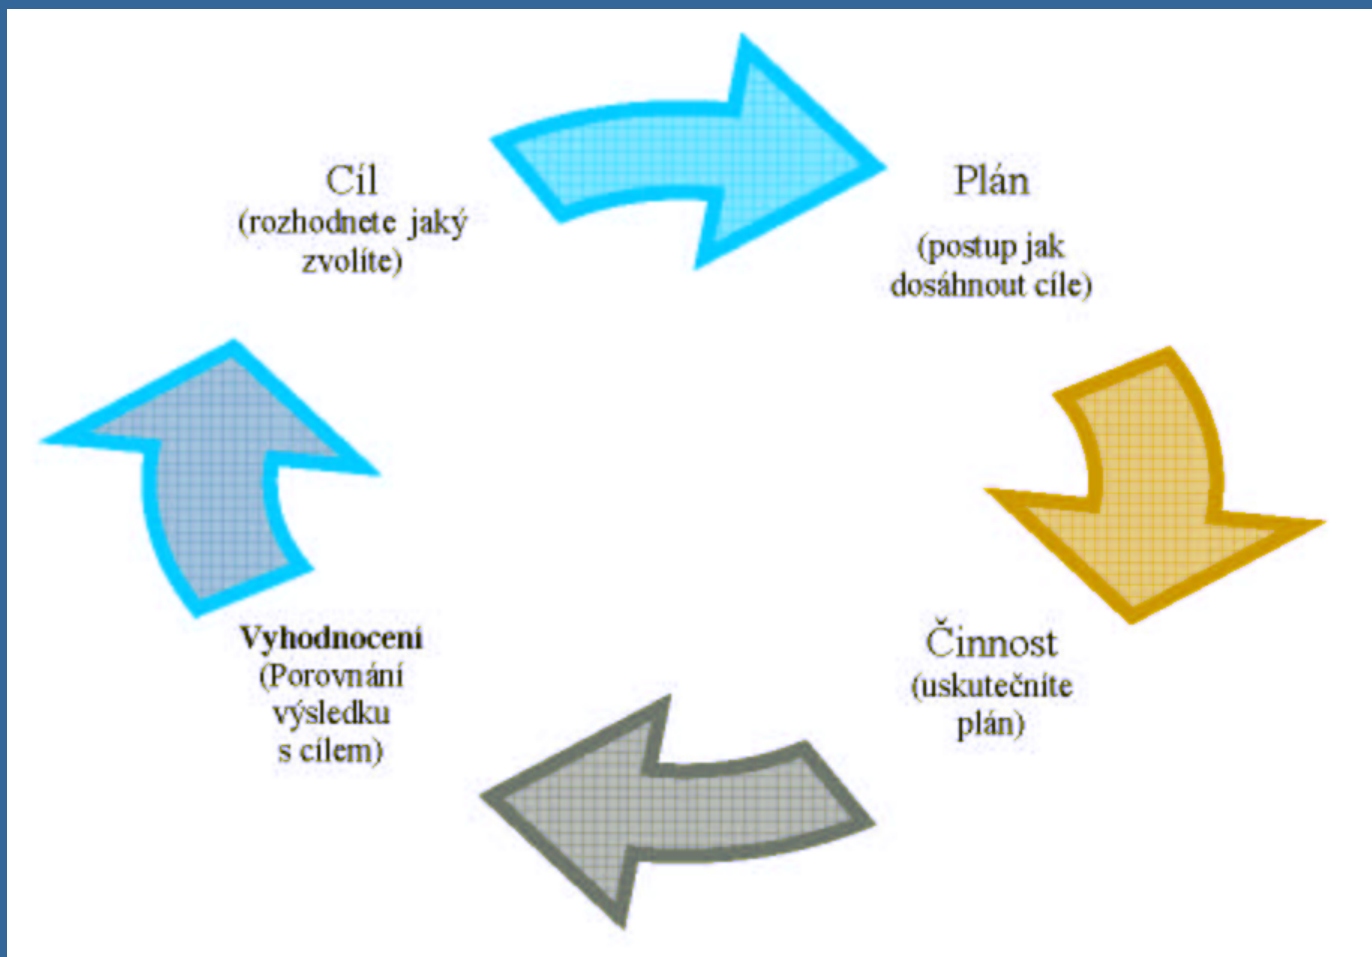 Cíl
(rozhodnete jaký
zvolíte)
Plán
(postup jak
dosáhnout cíle)
Činnost
(uskutečníte
plán)
Vyhodnocení
(Porovnání
výsledku
s cílem)